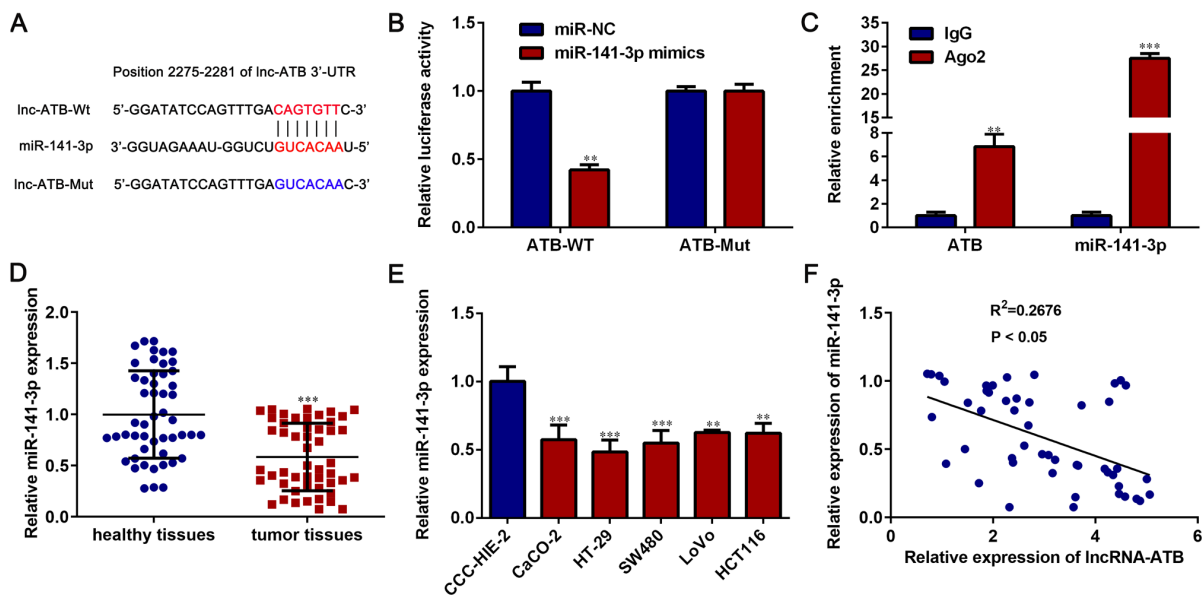 A
Position 2275-2281 of lnc-ATB 3’-UTR
lnc-ATB-Wt 5’-GGATATCCAGTTTGACAGTGTTC-3’
miR-141-3p 3’-GGUAGAAAU-GGUCUGUCACAAU-5’
lnc-ATB-Mut 5’-GGATATCCAGTTTGAGUCACAAC-3’
B
Relative luciferase activity
1.5
1.0
0.5
0.0
miR-NC
miR-141-3p mimics
**
ATB-WT ATB-Mut
C
Relative enrichment
35
30
25
20
15
8
6
4
2
0
IgG
Ago2
**
***
ATB miR-141-3p
D
Relative miR-141-3p expression
2.0
1.5
1.0
0.5
0.0
***
healthy tissues tumor tissues
E
Relative miR-141-3p expression
1.5
1.0
0.5
0.0
*** *** *** ** **
CCC-HIE-2 CaCO-2 HT-29 SW480 LoVo HCT116
F
Relative expression of miR-141-3p
1.5
1.0
0.5
0.0
R2=0.2676
P < 0.05
0 2 4 6
Relative expression of lncRNA-ATB